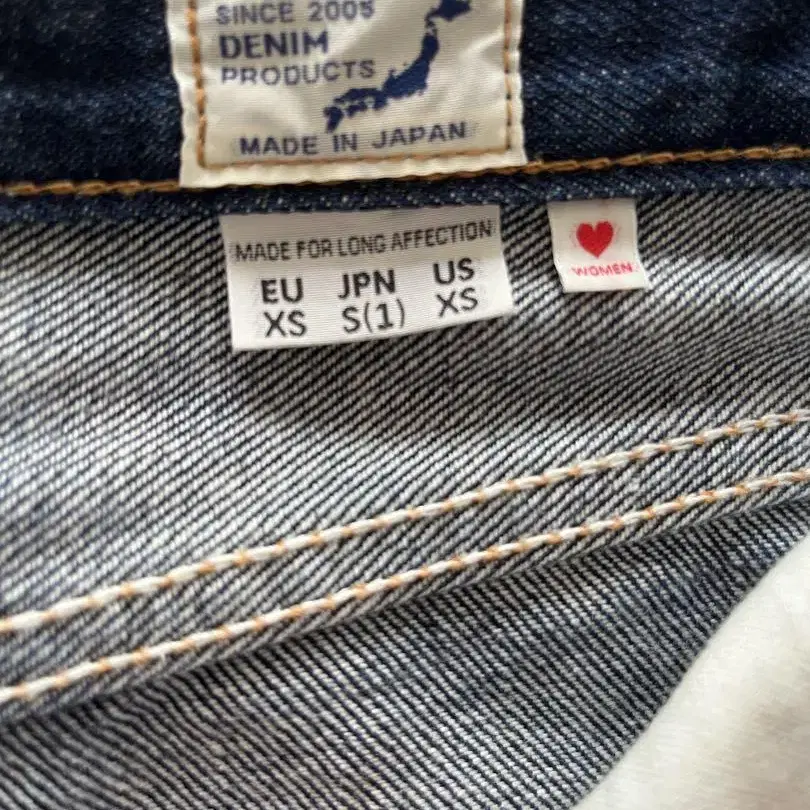 SINCE 2005
DENIM
PRODUCTS
MADE IN JAPAN
MADE FOR LONG AFFECTION
EU JPN US
XS S(1) XS
WOMEN